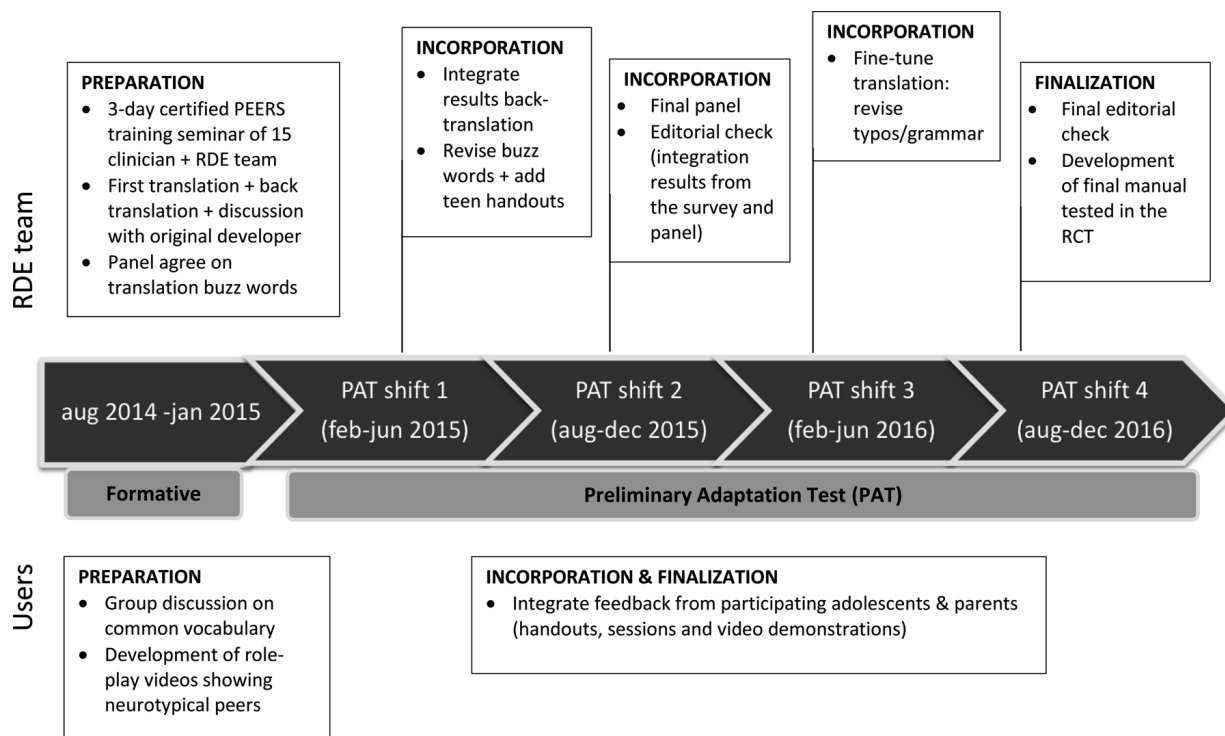 RDE team
PREPARATION
• 3-day certified PEERS
training seminar of 15
clinician + RDE team
• First translation + back
translation + discussion
with original developer
• Panel agree on
translation buzz words
INCORPORATION
• Integrate
results back-
translation
• Revise buzz
words + add
teen handouts
INCORPORATION
• Final panel
• Editorial check
(integration
results from
the survey and
panel)
INCORPORATION
• Fine-tune
translation:
revise
typos/grammar
FINALIZATION
• Final editorial
check
• Development
of final manual
tested in the
RCT
aug 2014 -jan 2015
PAT shift 1
(feb-jun 2015)
PAT shift 2
(aug-dec 2015)
PAT shift 3
(feb-jun 2016)
PAT shift 4
(aug-dec 2016)
Formative
Preliminary Adaptation Test (PAT)
Users
PREPARATION
• Group discussion on
common vocabulary
• Development of role-
play videos showing
neurotypical peers
INCORPORATION & FINALIZATION
• Integrate feedback from participating adolescents & parents
(handouts, sessions and video demonstrations)